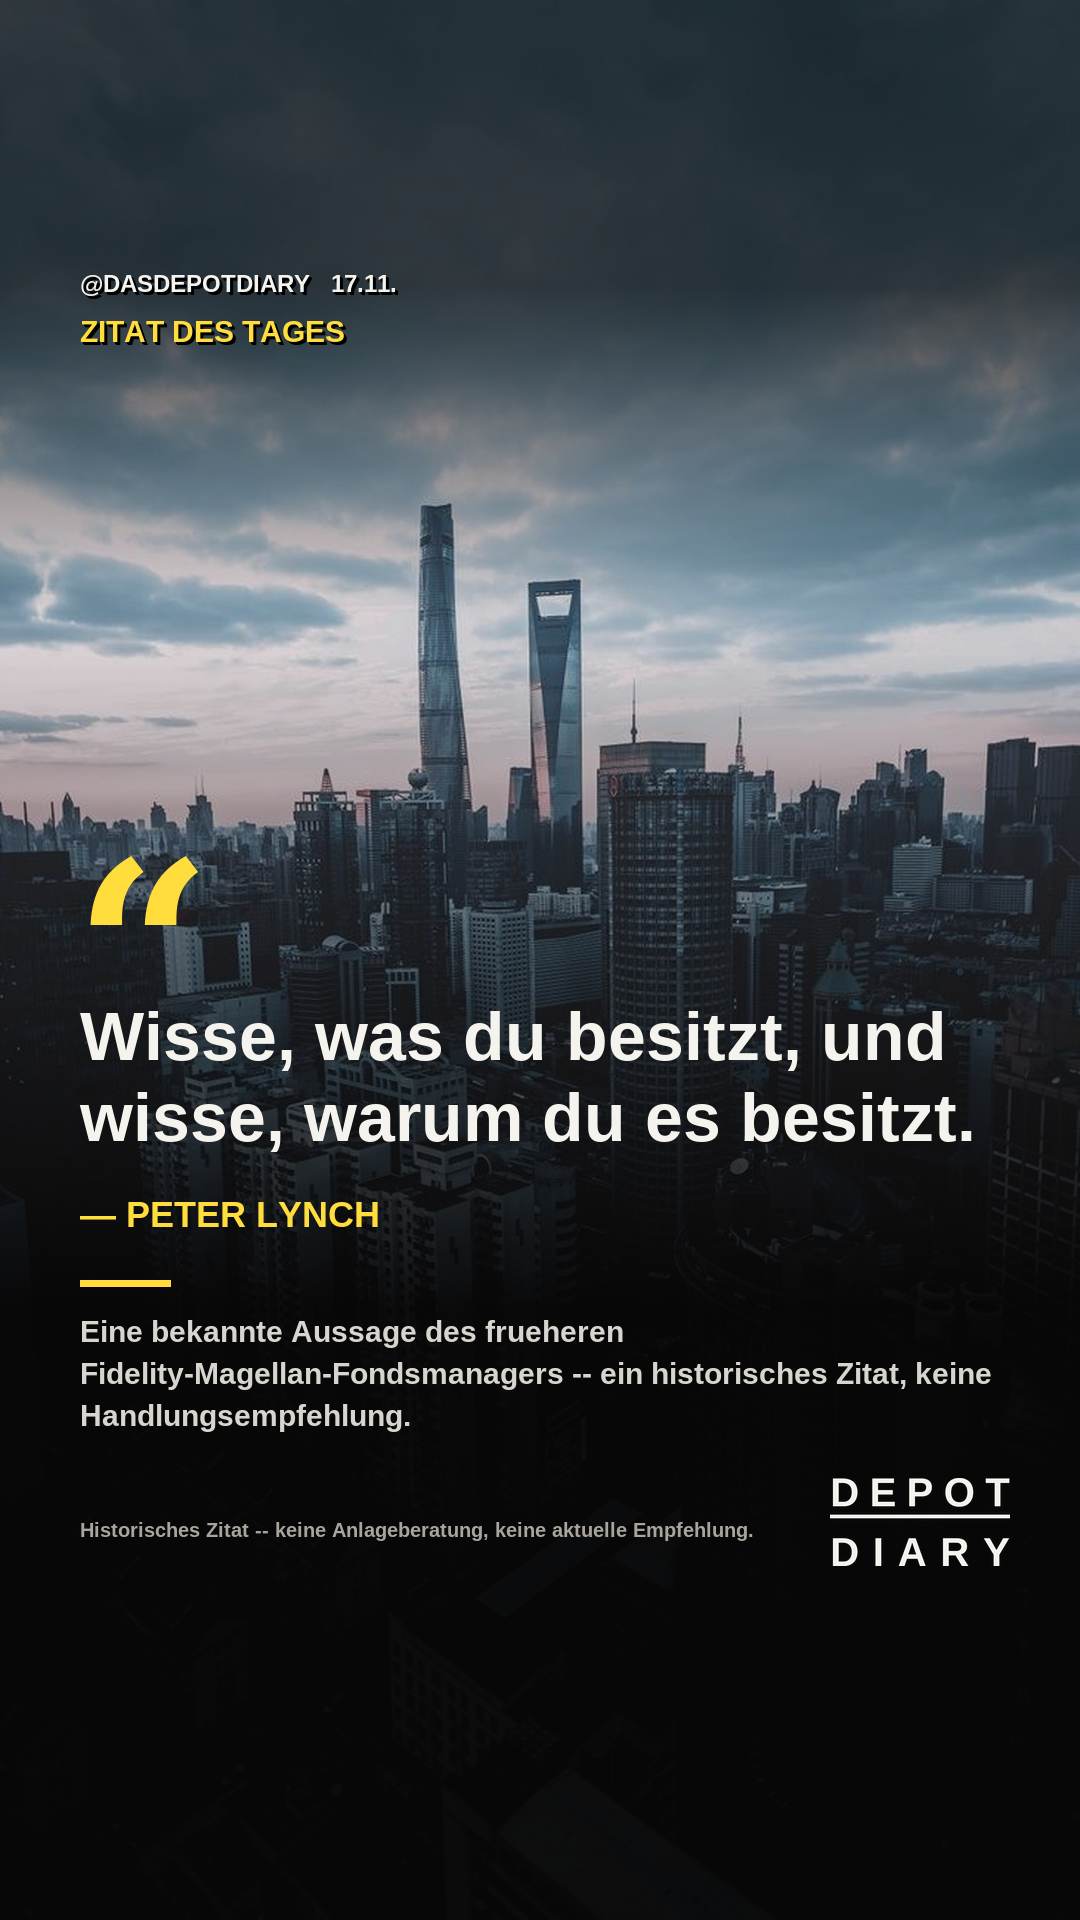 @DASDEPOTDIARY 17.11.
ZITAT DES TAGES
“
Wisse, was du besitzt, und
wisse, warum du es besitzt.
— PETER LYNCH
Eine bekannte Aussage des frueheren
Fidelity-Magellan-Fondsmanagers -- ein historisches Zitat, keine
Handlungsempfehlung.
Historisches Zitat -- keine Anlageberatung, keine aktuelle Empfehlung.
DEPOT
DIARY